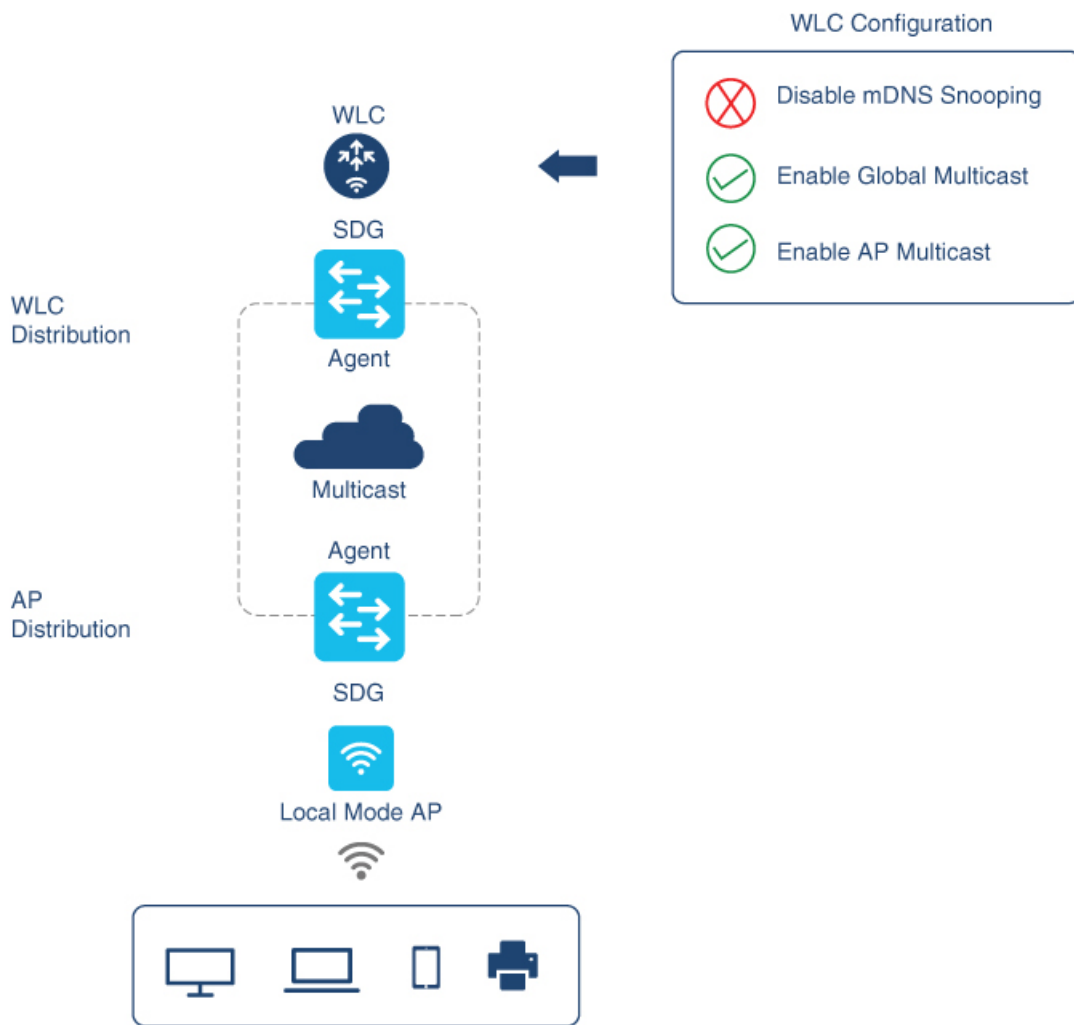 WLC Configuration
Disable mDNS Snooping
Enable Global Multicast
Enable AP Multicast
WLC
SDG
WLC
Distribution
Agent
Multicast
Agent
AP
Distribution
SDG
Local Mode AP